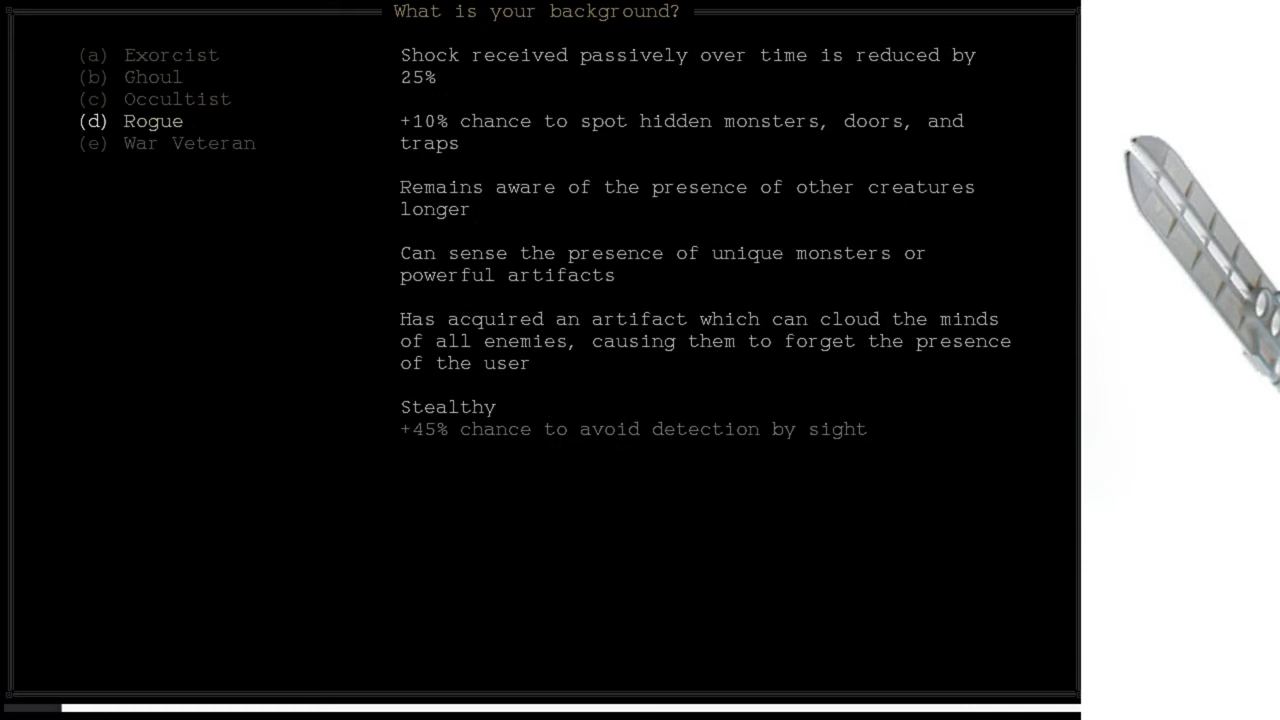 What is your background?
(a) Exorcist
(b) Ghoul
(c) Occultist
(d) Rogue
(e) War Veteran
Shock received passively over time is reduced by
25%
+10% chance to spot hidden monsters, doors, and
traps
Remains aware of the presence of other creatures
longer
Can sense the presence of unique monsters or
powerful artifacts
Has acquired an artifact which can cloud the minds
of all enemies, causing them to forget the presence
of the user
Stealthy
+45% chance to avoid detection by sight